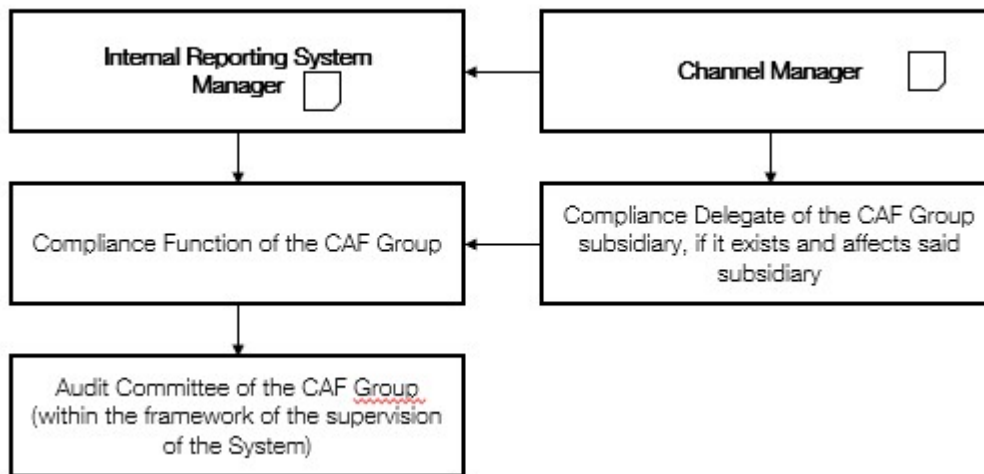 Internal Reporting System
Manager
Channel Manager
Compliance Function of the CAF Group
Compliance Delegate of the CAF Group
subsidiary, if it exists and affects said
subsidiary
Audit Committee of the CAF Group
(within the framework of the supervision
of the System)